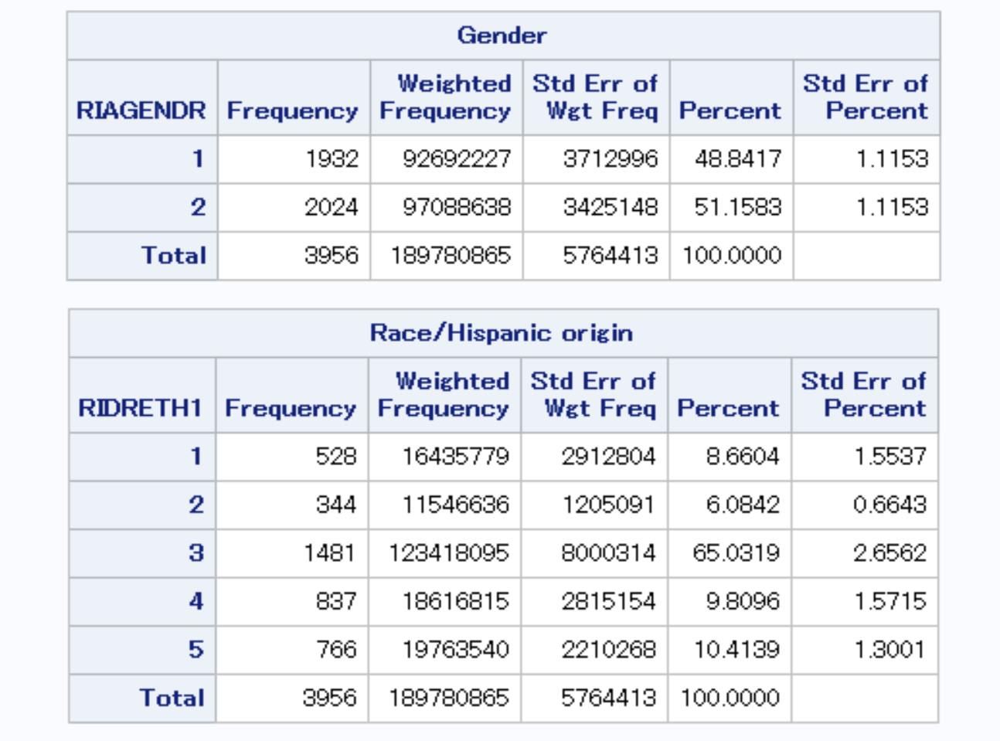 Gender
RIAGENDR Frequency Weighted Frequency Std Err of Wgt Freq Percent Std Err of Percent
1 1932 92692227 3712996 48.8417 1.1153
2 2024 97088638 3425148 51.1583 1.1153
Total 3956 189780865 5764413 100.0000
Race/Hispanic origin
RIDRETH1 Frequency Weighted Frequency Std Err of Wgt Freq Percent Std Err of Percent
1 528 16435779 2912804 8.6604 1.5537
2 344 11546636 1205091 6.0842 0.6643
3 1481 123418095 8000314 65.0319 2.6562
4 837 18616815 2815154 9.8096 1.5715
5 766 19763540 2210268 10.4139 1.3001
Total 3956 189780865 5764413 100.0000